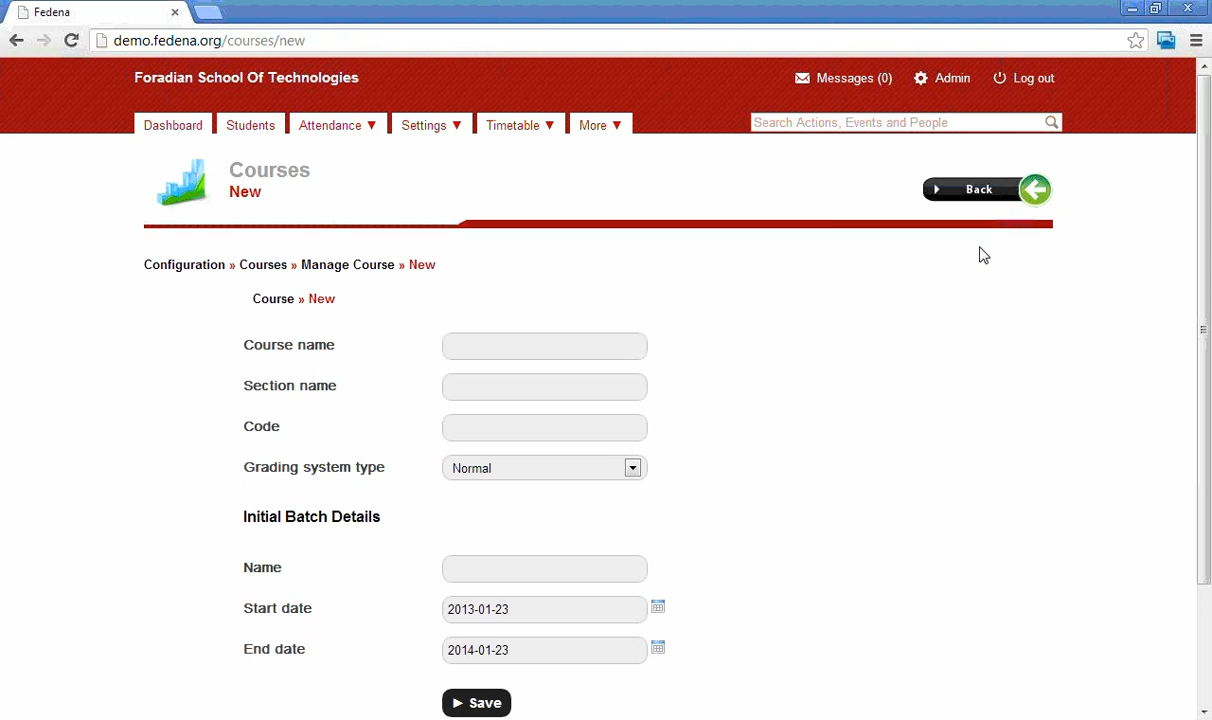 Fedena
demo.fedena.org/courses/new
Foradian School Of Technologies
Messages (0) Admin Log out
Dashboard Students Attendance ▼ Settings ▼ Timetable ▼ More ▼
Search Actions, Events and People
Courses
New
Back
Configuration » Courses » Manage Course » New
Course » New
Course name
Section name
Code
Grading system type Normal
Initial Batch Details
Name
Start date 2013-01-23
End date 2014-01-23
Save